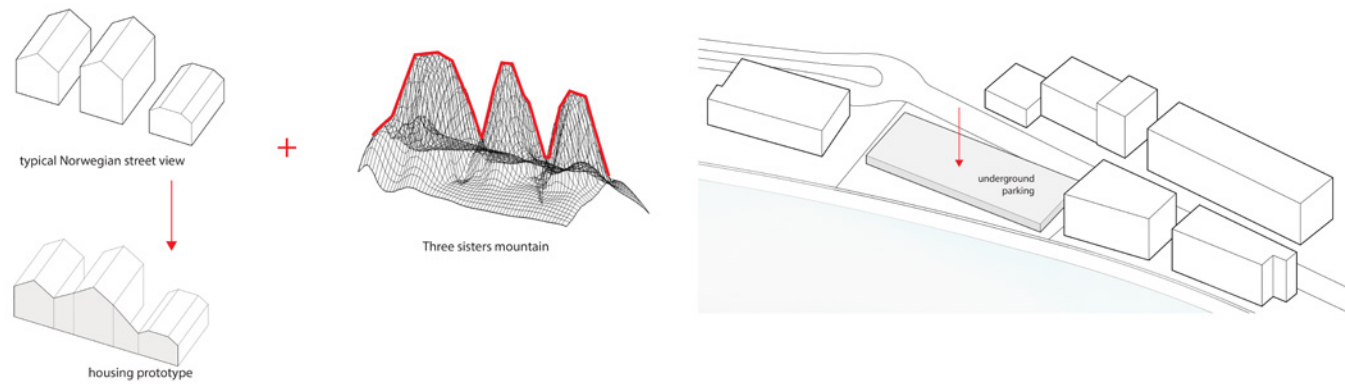 typical Norwegian street view
+
Three sisters mountain
housing prototype
underground
parking